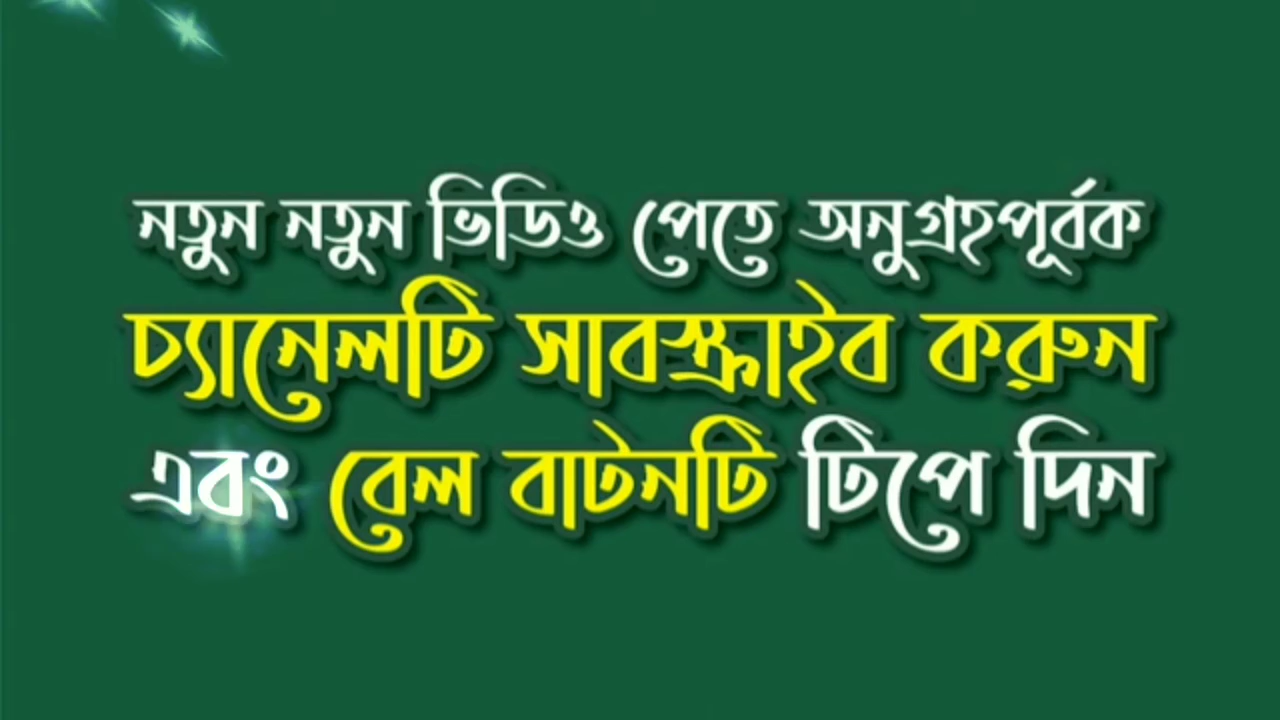 নতুন নতুন ভিডিও পেতে অনুগ্রহপূর্বক
চ্যানেলটি সাবস্ক্রাইব করুন
এবং বেল বাটনটি টিপে দিন